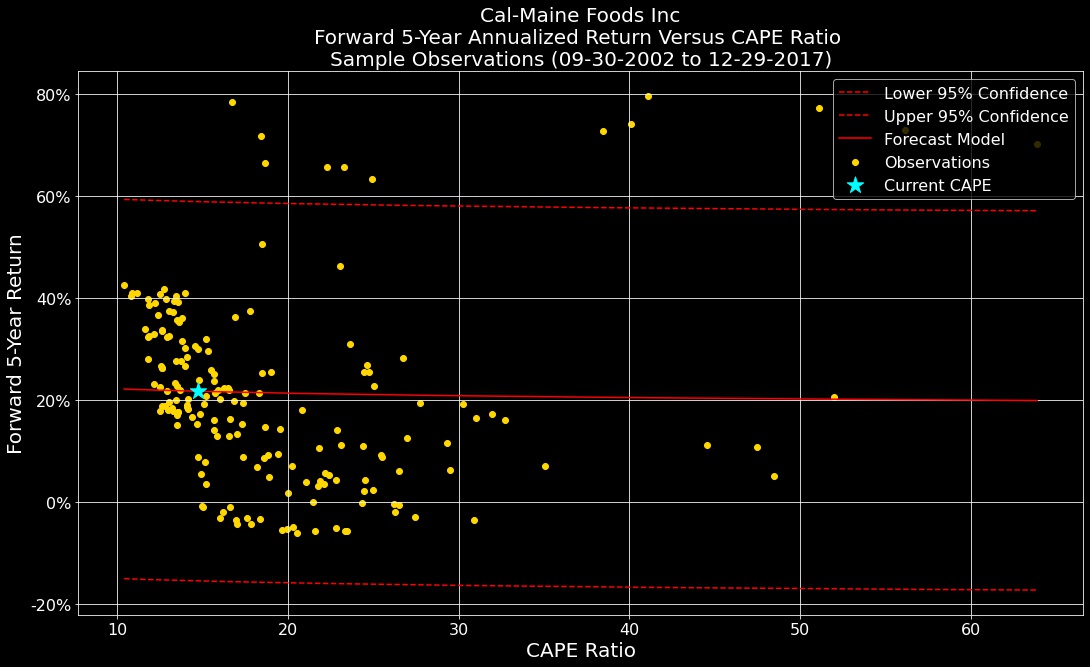 Cal-Maine Foods Inc
Forward 5-Year Annualized Return Versus CAPE Ratio
Sample Observations (09-30-2002 to 12-29-2017)
Lower 95% Confidence
Upper 95% Confidence
Forecast Model
Observations
Current CAPE
Forward 5-Year Return
80%
60%
40%
20%
0%
-20%
10 20 30 40 50 60
CAPE Ratio